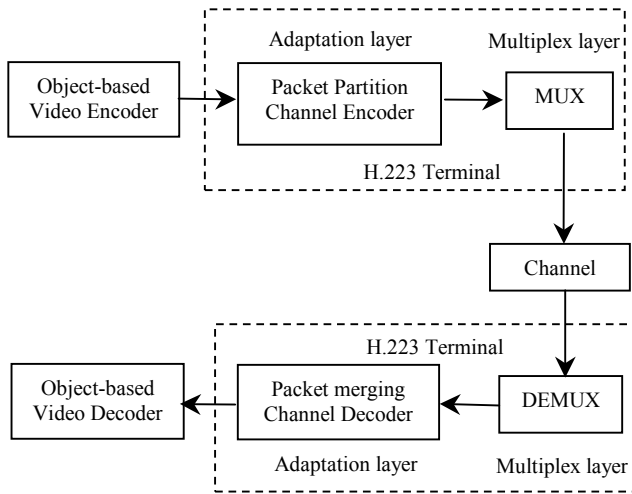 Adaptation layer
Multiplex layer
Object-based
Video Encoder
Packet Partition
Channel Encoder
MUX
H.223 Terminal
Channel
H.223 Terminal
Object-based
Video Decoder
Packet merging
Channel Decoder
DEMUX
Adaptation layer
Multiplex layer